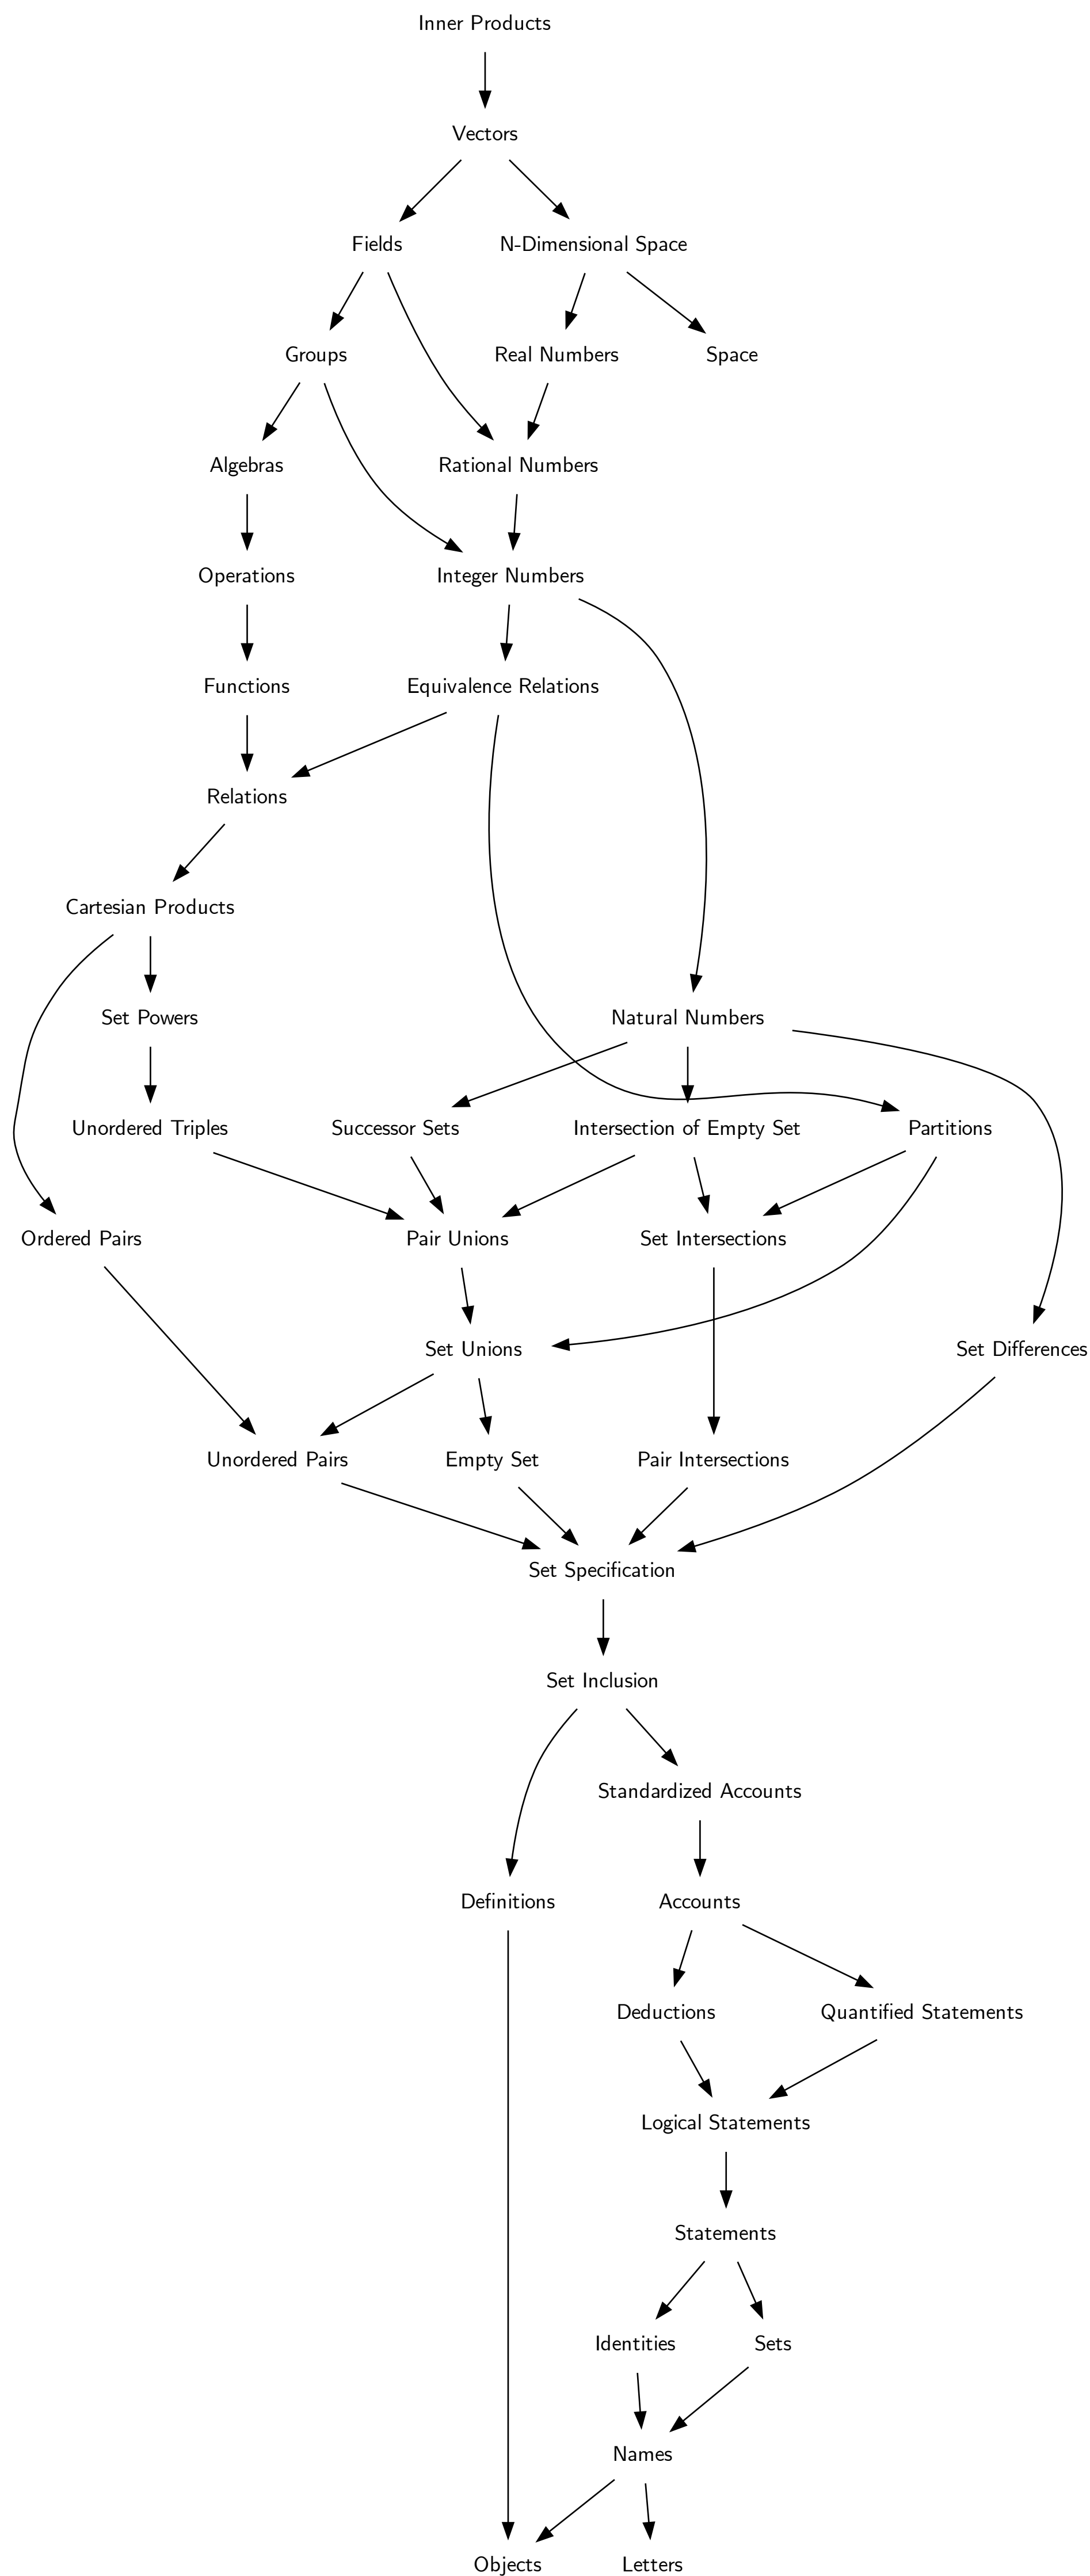 Inner Products
Vectors
Fields
N-Dimensional Space
Groups
Real Numbers
Space
Algebras
Rational Numbers
Operations
Integer Numbers
Functions
Equivalence Relations
Relations
Cartesian Products
Set Powers
Natural Numbers
Unordered Triples
Successor Sets
Intersection of Empty Set
Partitions
Ordered Pairs
Pair Unions
Set Intersections
Set Unions
Set Differences
Unordered Pairs
Empty Set
Pair Intersections
Set Specification
Set Inclusion
Standardized Accounts
Definitions
Accounts
Deductions
Quantified Statements
Logical Statements
Statements
Identities
Sets
Names
Objects
Letters